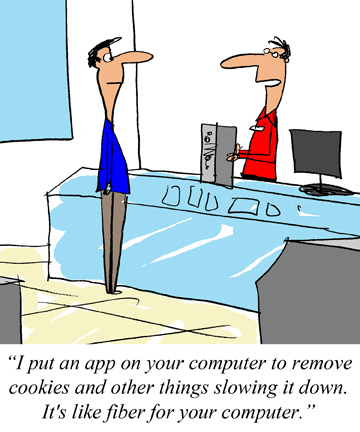 “I put an app on your computer to remove
cookies and other things slowing it down.
It's like fiber for your computer.”